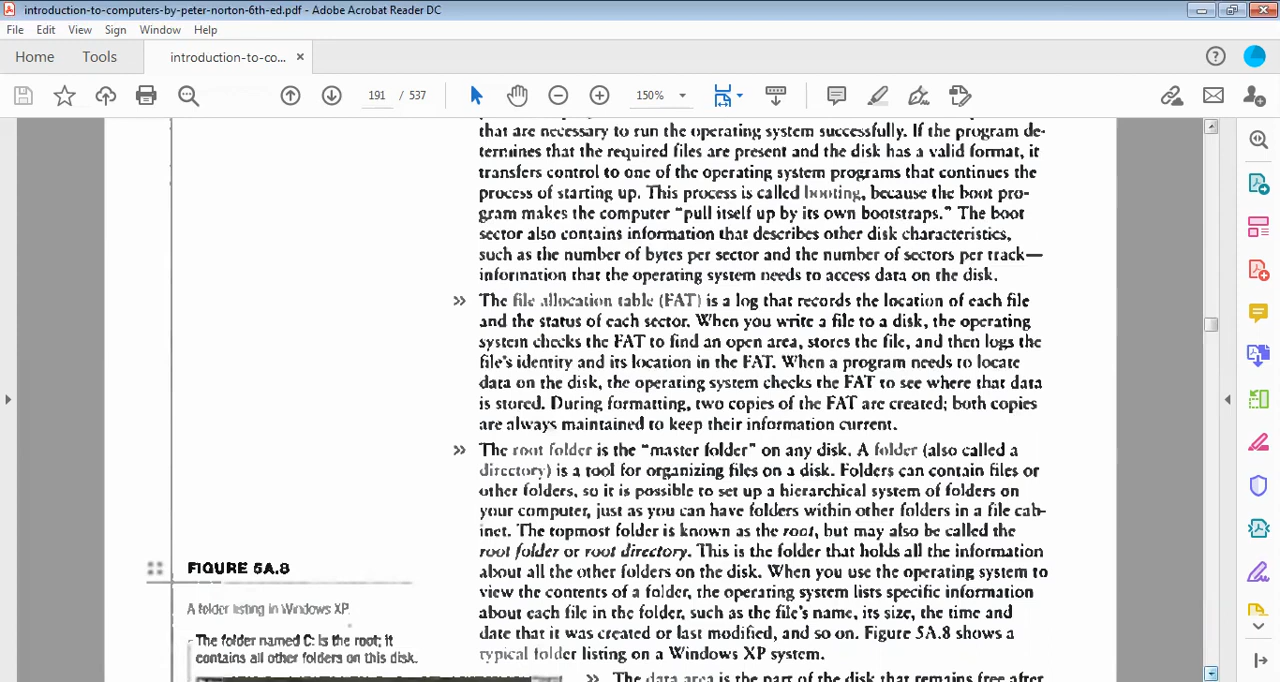 introduction-to-computers-by-peter-norton-6th-ed.pdf - Adobe Acrobat Reader DC
File Edit View Sign Window Help
Home Tools introduction-to-co... ×
191 / 537 150%
that are necessary to run the operating system successfully. If the program de-
termines that the required files are present and the disk has a valid format, it
transfers control to one of the operating system programs that continues the
process of starting up. This process is called booting, because the boot pro-
gram makes the computer “pull itself up by its own bootstraps.” The boot
sector also contains information that describes other disk characteristics,
such as the number of bytes per sector and the number of sectors per track—
information that the operating system needs to access data on the disk.
>> The file allocation table (FAT) is a log that records the location of each file
and the status of each sector. When you write a file to a disk, the operating
system checks the FAT to find an open area, stores the file, and then logs the
file's identity and its location in the FAT. When a program needs to locate
data on the disk, the operating system checks the FAT to see where that data
is stored. During formatting, two copies of the FAT are created; both copies
are always maintained to keep their information current.
>> The root folder is the “master folder” on any disk. A folder (also called a
directory) is a tool for organizing files on a disk. Folders can contain files or
other folders, so it is possible to set up a hierarchical system of folders on
your computer, just as you can have folders within other folders in a file cab-
inet. The topmost folder is known as the root, but may also be called the
root folder or root directory. This is the folder that holds all the information
about all the other folders on the disk. When you use the operating system to
view the contents of a folder, the operating system lists specific information
about each file in the folder, such as the file's name, its size, the time and
date that it was created or last modified, and so on. Figure 5A.8 shows a
typical folder listing on a Windows XP system.
>> The data area is the part of the disk that remains free after
FIGURE 5A.8
A folder listing in Windows XP
The folder named C: is the root; it
contains all other folders on this disk.